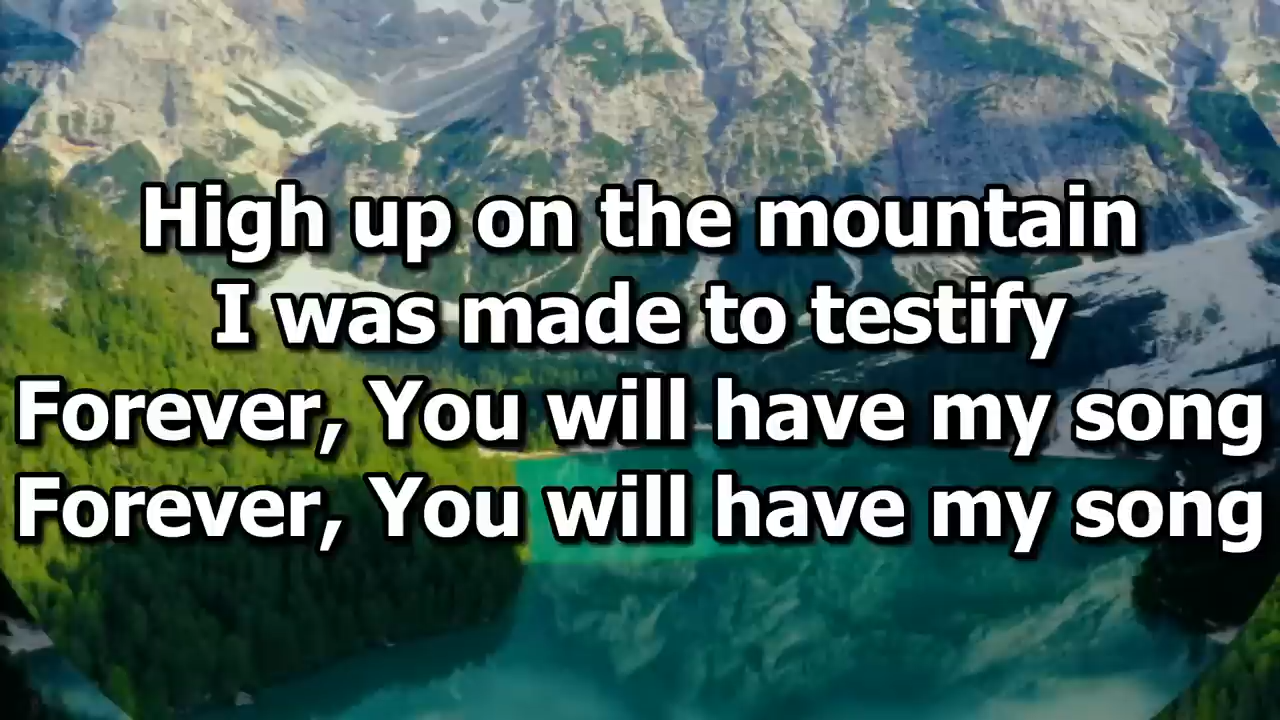 High up on the mountain
I was made to testify
Forever, You will have my song
Forever, You will have my song